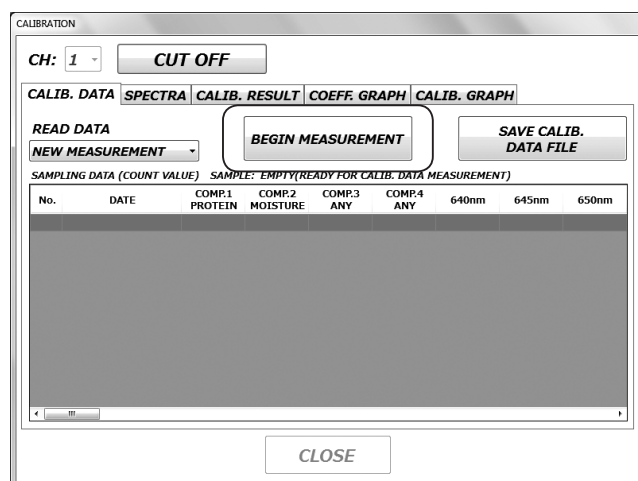 CALIBRATION
CH: 1 CUT OFF
CALIB. DATA SPECTRA CALIB. RESULT COEFF. GRAPH CALIB. GRAPH
READ DATA
NEW MEASUREMENT
BEGIN MEASUREMENT
SAVE CALIB.
DATA FILE
SAMPLING DATA (COUNT VALUE) SAMPLE: EMPTY(READY FOR CALIB. DATA MEASUREMENT)
No. DATE COMP.1 PROTEIN COMP.2 MOISTURE COMP.3 ANY COMP.4 ANY 640nm 645nm 650nm
CLOSE